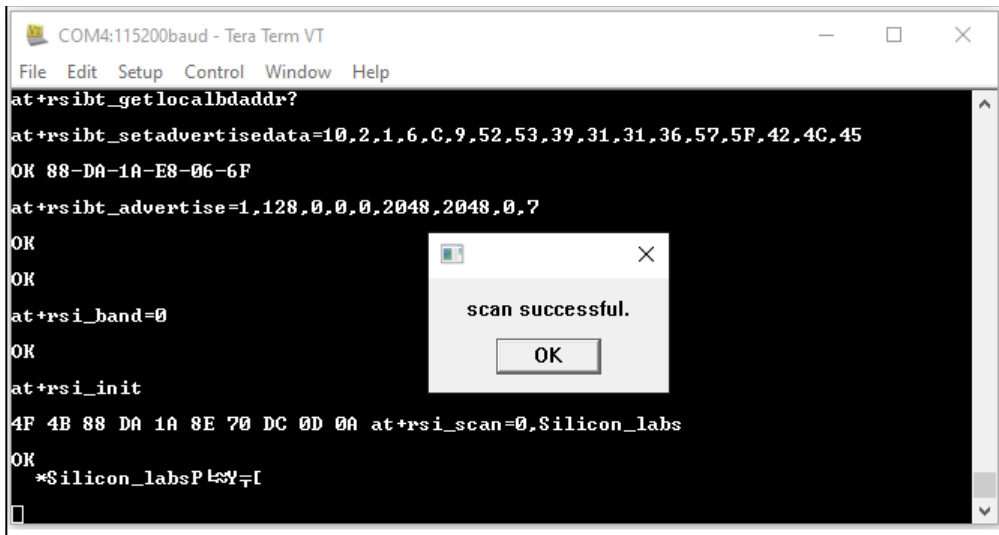 COM4:115200baud - Tera Term VT
File Edit Setup Control Window Help
at+rsibt_getlocalbdaddr?
at+rsibt_setadvertisedata=10,2,1,6,C,9,52,53,39,31,31,36,57,5F,42,4C,45
OK 88-DA-1A-E8-06-6F
at+rsibt_advertise=1,128,0,0,0,2048,2048,0,7
OK
OK
at+rsi_band=0
OK
at+rsi_init
4F 4B 88 DA 1A 8E 70 DC 0D 0A at+rsi_scan=0,Silicon_labs
OK
*Silicon_labsP╘≈Y╤[
scan successful.
OK